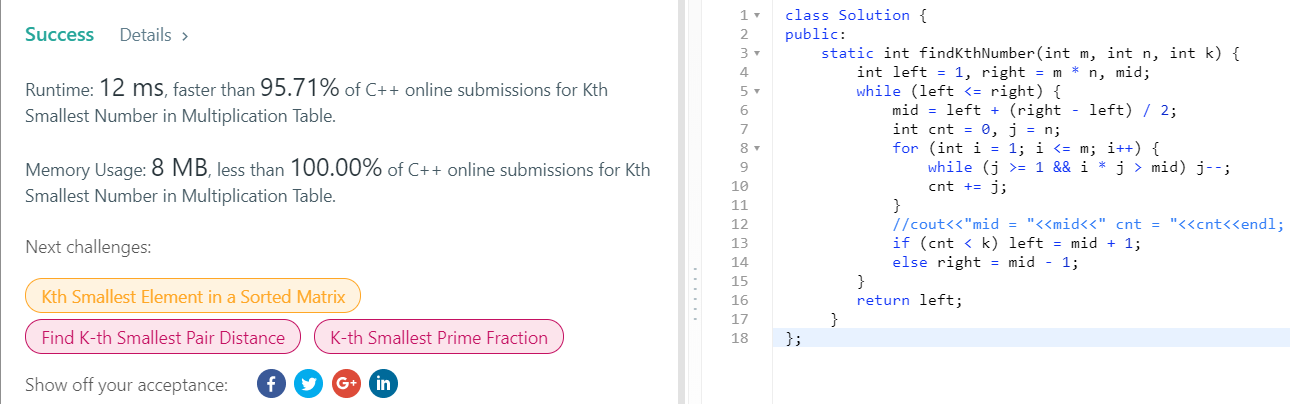 Success Details >
Runtime: 12 ms, faster than 95.71% of C++ online submissions for Kth
Smallest Number in Multiplication Table.
Memory Usage: 8 MB, less than 100.00% of C++ online submissions for Kth
Smallest Number in Multiplication Table.
Next challenges:
Kth Smallest Element in a Sorted Matrix
Find K-th Smallest Pair Distance
K-th Smallest Prime Fraction
Show off your acceptance: f G+ in
1 class Solution {
2 public:
3     static int findKthNumber(int m, int n, int k) {
4         int left = 1, right = m * n, mid;
5         while (left <= right) {
6             mid = left + (right - left) / 2;
7             int cnt = 0, j = n;
8             for (int i = 1; i <= m; i++) {
9                 while (j >= 1 && i * j > mid) j--;
10                 cnt += j;
11             }
12             //cout<<"mid = "<<mid<<" cnt = "<<cnt<<endl;
13             if (cnt < k) left = mid + 1;
14             else right = mid - 1;
15         }
16         return left;
17     }
18 };